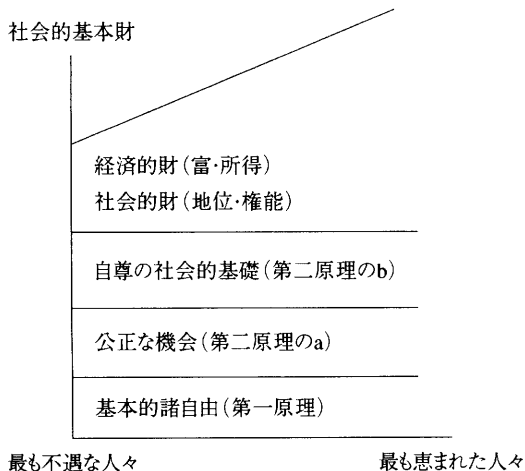 社会的基本財
経済的財(富·所得)
社会的財(地位·権能)
自尊の社会的基礎(第二原理のb)
公正な機会(第二原理のa)
基本的諸自由(第一原理)
最も不遇な人々
最も恵まれた人々